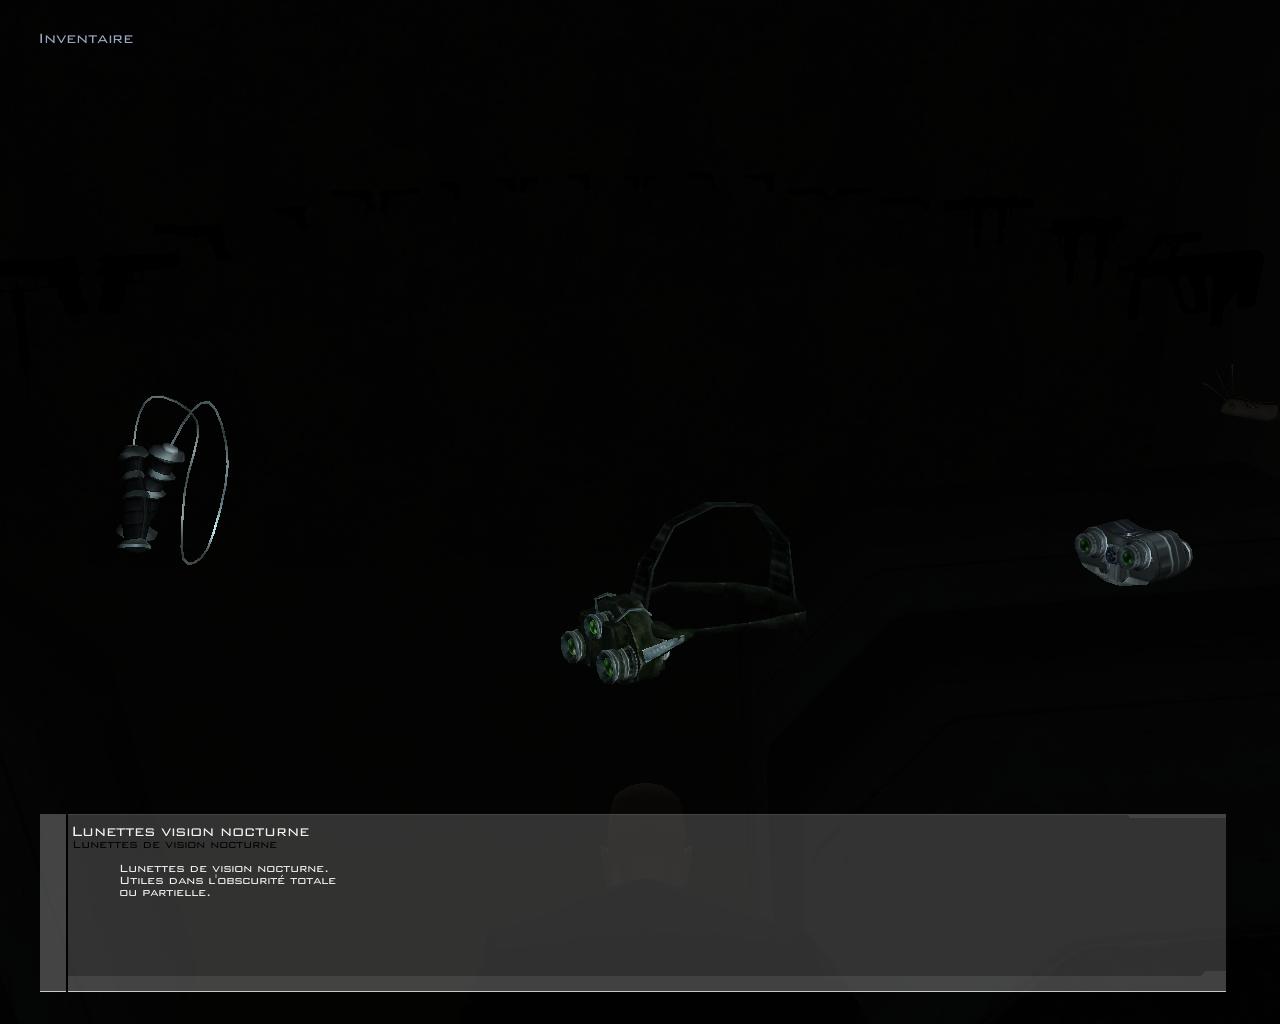 Inventaire
Lunettes vision nocturne
Lunettes de vision nocturne
Lunettes de vision nocturne.
Utiles dans l'obscurité totale
ou partielle.